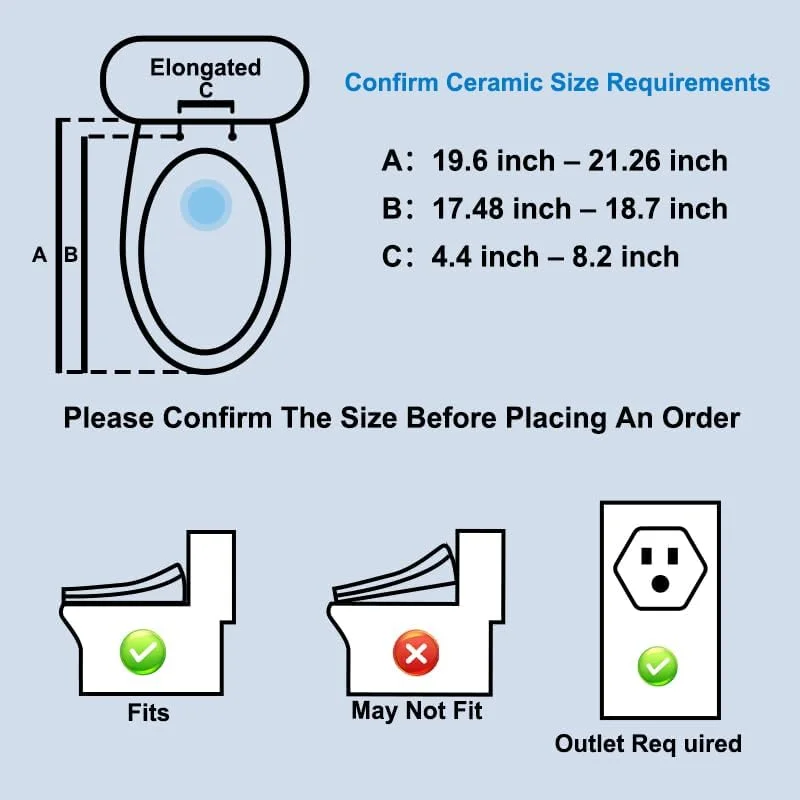 Elongated
C
Confirm Ceramic Size Requirements
A: 19.6 inch – 21.26 inch
B: 17.48 inch – 18.7 inch
C: 4.4 inch – 8.2 inch
A B
Please Confirm The Size Before Placing An Order
Fits
May Not Fit
Outlet Req uired